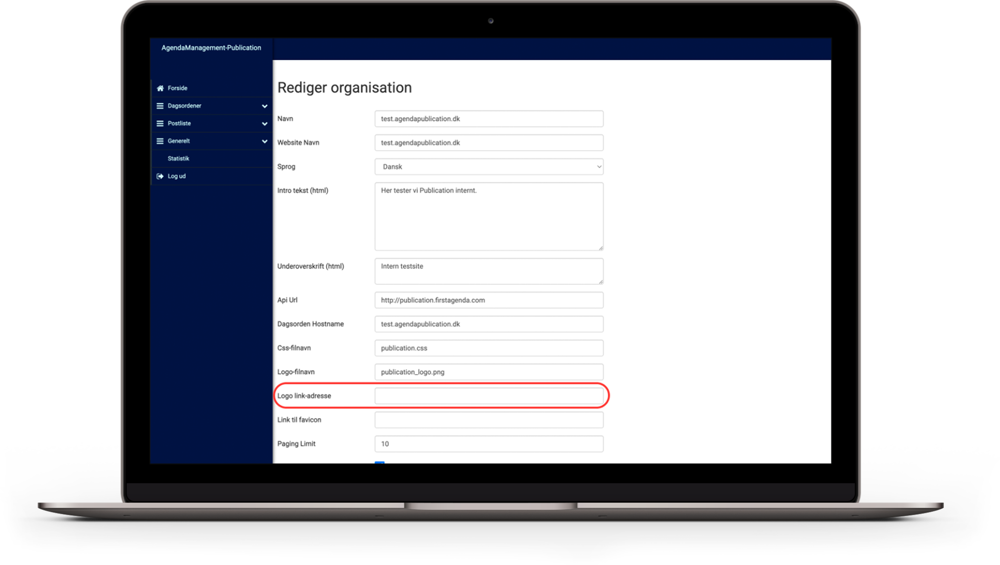 AgendaManagement-Publication
Forside
Dagsordener
Postliste
Generelt
Statistik
Log ud
Rediger organisation
Navn test.agendapublication.dk
Website Navn test.agendapublication.dk
Sprog Dansk
Intro tekst (html) Her tester vi Publication internt.
Underoverskrift (html) Intern testsite
Api Url http://publication.firstagenda.com
Dagsorden Hostname test.agendapublication.dk
Css-filnavn publication.css
Logo-filnavn publication_logo.png
Logo link-adresse
Link til favicon
Paging Limit 10